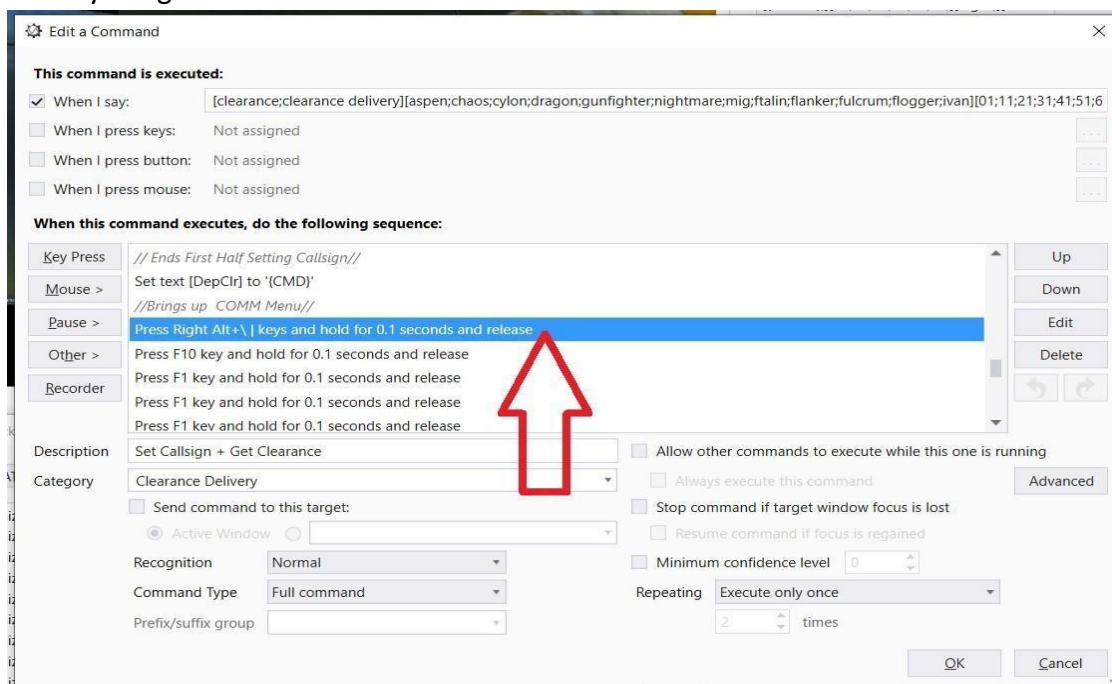 Edit a Command
This command is executed:
When I say: [clearance;clearance delivery][aspen;chaos;cylon;dragon;gunfighter;nightmare;mig;ftalin;flanker;fulcrum;flogger;ivan][01;11;21;31;41;51;6
When I press keys: Not assigned ...
When I press button: Not assigned ...
When I press mouse: Not assigned ...
When this command executes, do the following sequence:
Key Press // Ends First Half Setting Callsign// Up
Set text [DepClr] to '{CMD}'
Mouse > //Brings up COMM Menu// Down
Pause > Press Right Alt+\ | keys and hold for 0.1 seconds and release Edit
Other > Press F10 key and hold for 0.1 seconds and release Delete
Recorder Press F1 key and hold for 0.1 seconds and release
Press F1 key and hold for 0.1 seconds and release
Press F1 key and hold for 0.1 seconds and release
Description Set Callsign + Get Clearance Allow other commands to execute while this one is running
Category Clearance Delivery Always execute this command Advanced
Send command to this target: Stop command if target window focus is lost
Active Window Resume command if focus is regained
Recognition Normal Minimum confidence level 0
Command Type Full command Repeating Execute only once
Prefix/suffix group 2 times
OK Cancel